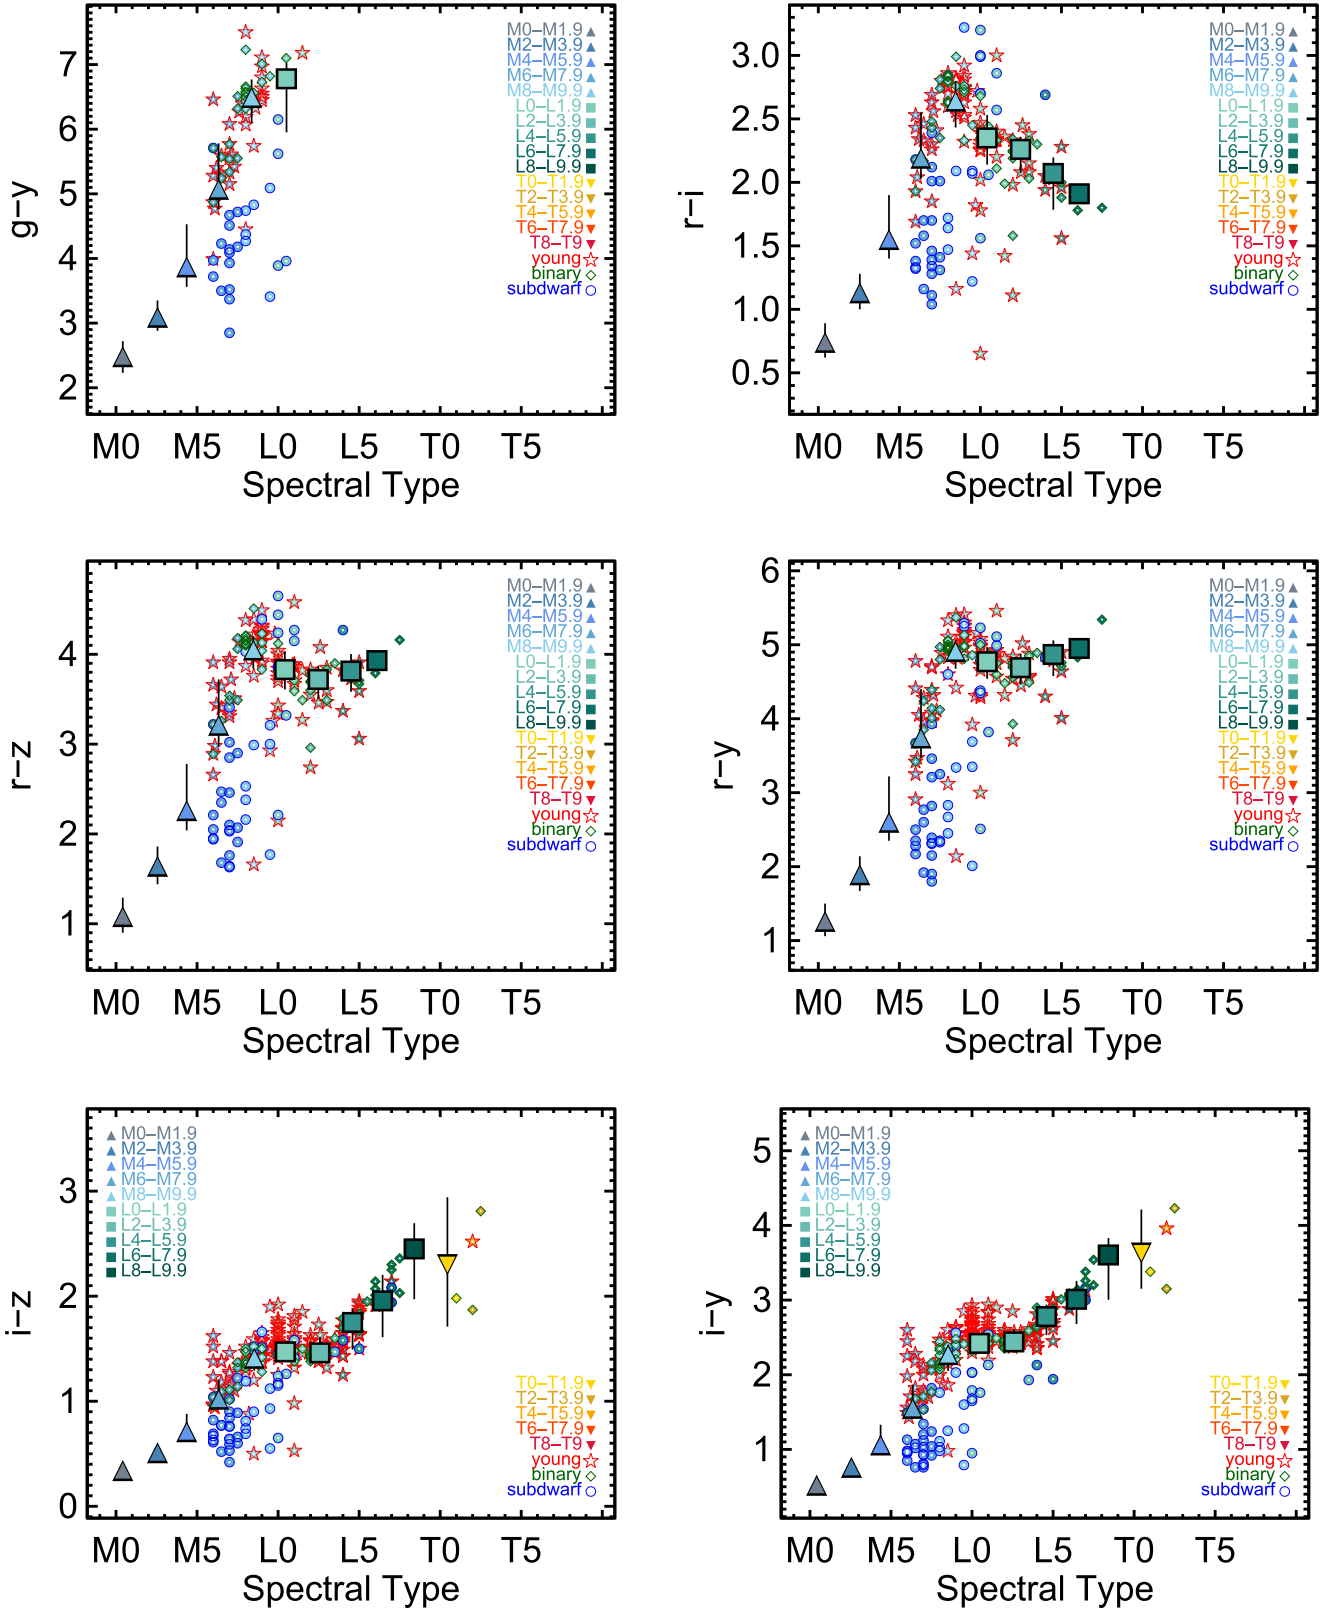 g−y
7
6
5
4
3
2
M0−M1.9
M2−M3.9
M4−M5.9
M6−M7.9
M8−M9.9
L0−L1.9
L2−L3.9
L4−L5.9
L6−L7.9
L8−L9.9
T0−T1.9
T2−T3.9
T4−T5.9
T6−T7.9
T8−T9
young
binary
subdwarf
M0 M5 L0 L5 T0 T5
Spectral Type
r−i
3.0
2.5
2.0
1.5
1.0
0.5
M0−M1.9
M2−M3.9
M4−M5.9
M6−M7.9
M8−M9.9
L0−L1.9
L2−L3.9
L4−L5.9
L6−L7.9
L8−L9.9
T0−T1.9
T2−T3.9
T4−T5.9
T6−T7.9
T8−T9
young
binary
subdwarf
M0 M5 L0 L5 T0 T5
Spectral Type
r−z
4
3
2
1
M0−M1.9
M2−M3.9
M4−M5.9
M6−M7.9
M8−M9.9
L0−L1.9
L2−L3.9
L4−L5.9
L6−L7.9
L8−L9.9
T0−T1.9
T2−T3.9
T4−T5.9
T6−T7.9
T8−T9
young
binary
subdwarf
M0 M5 L0 L5 T0 T5
Spectral Type
r−y
6
5
4
3
2
1
M0−M1.9
M2−M3.9
M4−M5.9
M6−M7.9
M8−M9.9
L0−L1.9
L2−L3.9
L4−L5.9
L6−L7.9
L8−L9.9
T0−T1.9
T2−T3.9
T4−T5.9
T6−T7.9
T8−T9
young
binary
subdwarf
M0 M5 L0 L5 T0 T5
Spectral Type
i−z
3
2
1
0
M0−M1.9
M2−M3.9
M4−M5.9
M6−M7.9
M8−M9.9
L0−L1.9
L2−L3.9
L4−L5.9
L6−L7.9
L8−L9.9
T0−T1.9
T2−T3.9
T4−T5.9
T6−T7.9
T8−T9
young
binary
subdwarf
M0 M5 L0 L5 T0 T5
Spectral Type
i−y
5
4
3
2
1
M0−M1.9
M2−M3.9
M4−M5.9
M6−M7.9
M8−M9.9
L0−L1.9
L2−L3.9
L4−L5.9
L6−L7.9
L8−L9.9
T0−T1.9
T2−T3.9
T4−T5.9
T6−T7.9
T8−T9
young
binary
subdwarf
M0 M5 L0 L5 T0 T5
Spectral Type